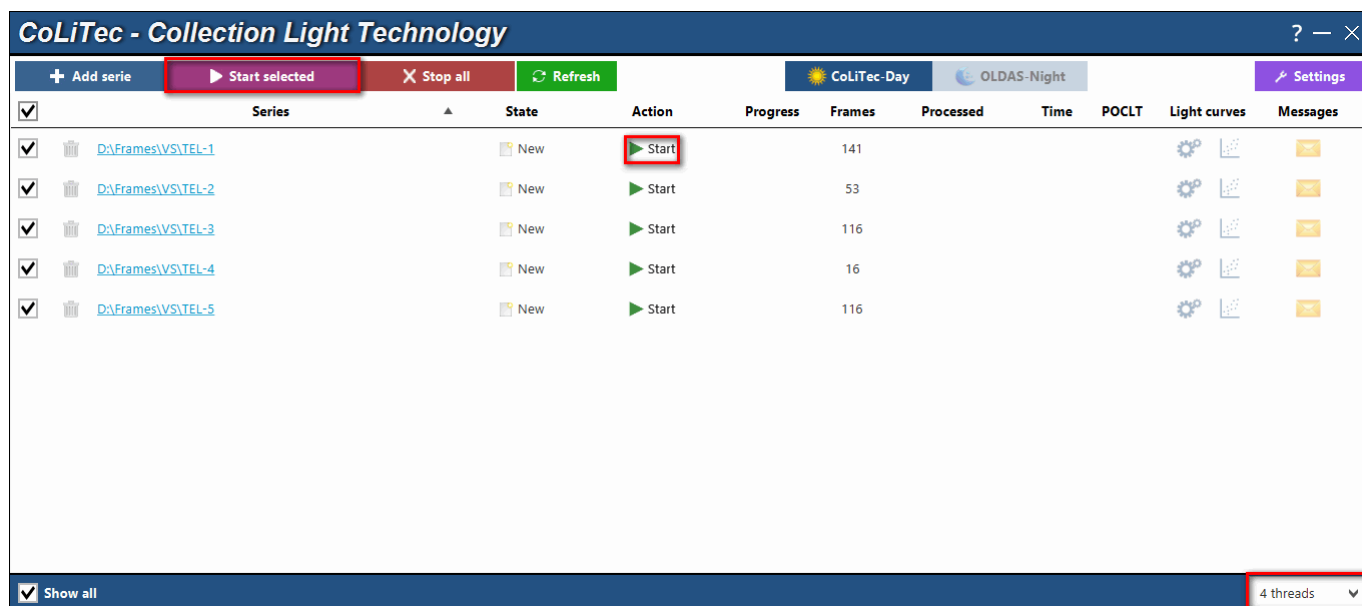 CoLiTec - Collection Light Technology ?
Add serie Start selected Stop all Refresh CoLiTec-Day OLDAS-Night Settings
Series State Action Progress Frames Processed Time POCLT Light curves Messages
D:\Frames\VS\TEL-1 New Start 141
D:\Frames\VS\TEL-2 New Start 53
D:\Frames\VS\TEL-3 New Start 116
D:\Frames\VS\TEL-4 New Start 16
D:\Frames\VS\TEL-5 New Start 116
Show all 4 threads